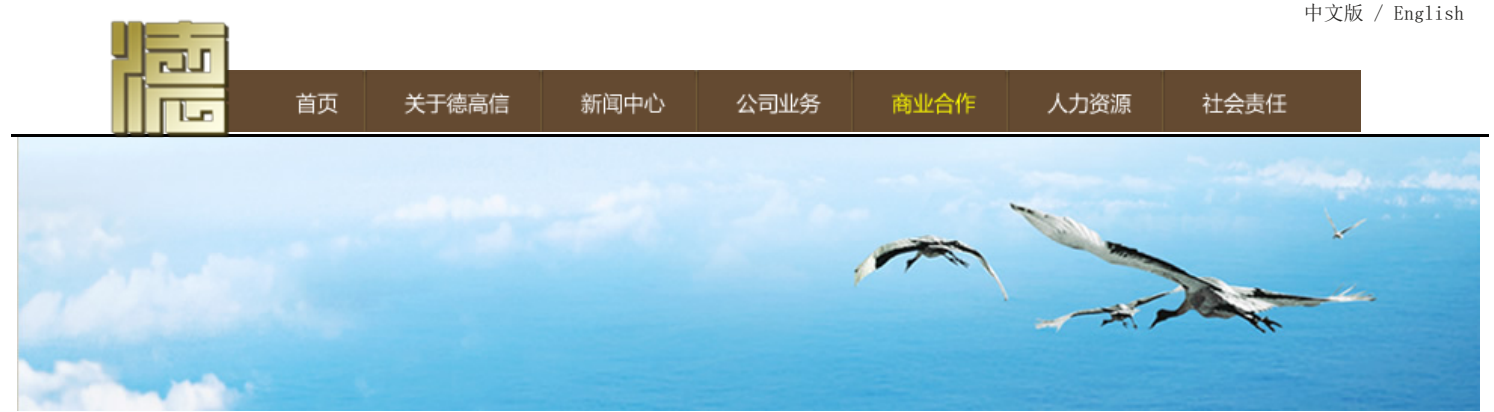 中文版 / English
德
首页 关于德高信 新闻中心 公司业务 商业合作 人力资源 社会责任